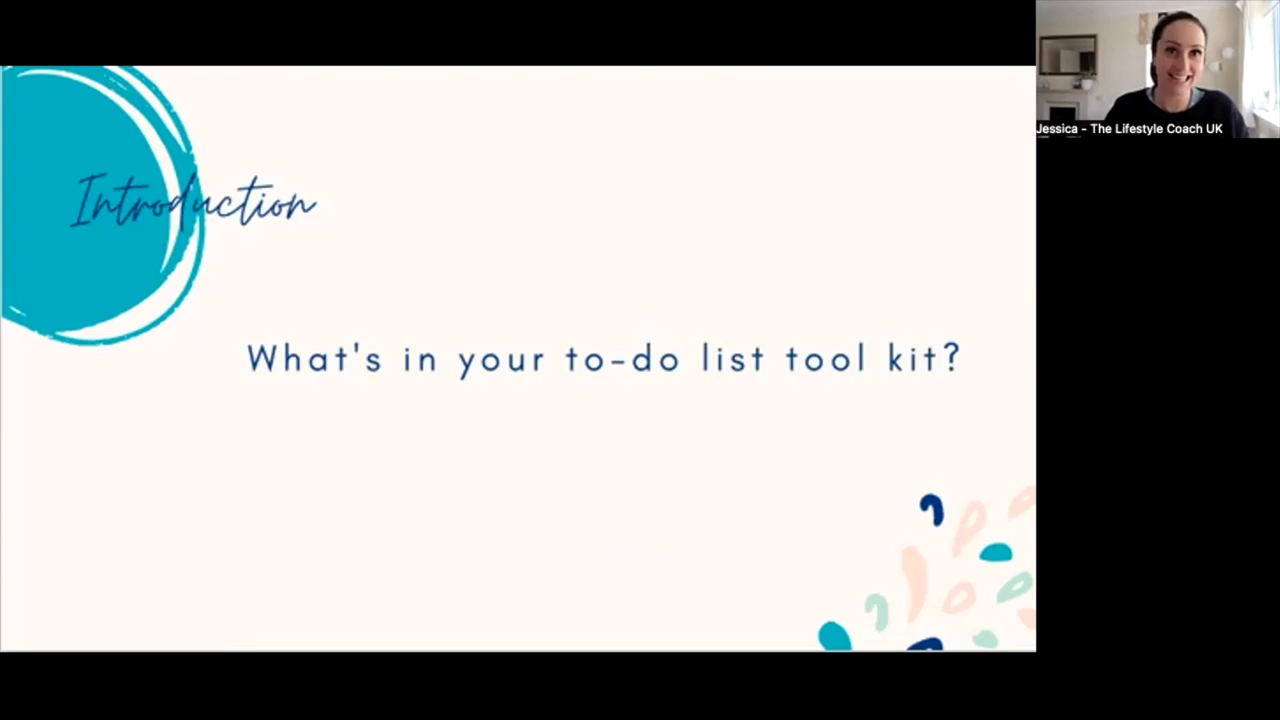 Introduction
What's in your to-do list tool kit?
Jessica - The Lifestyle Coach UK